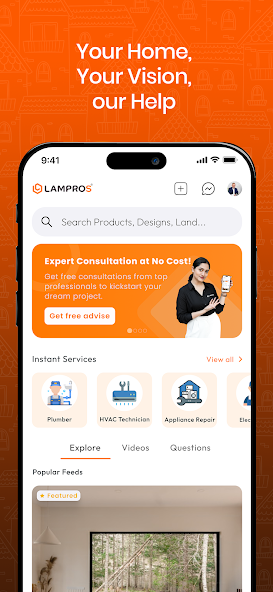 Your Home,
Your Vision,
our Help
9:41
LAMPROS
Search Products, Designs, Land...
Expert Consultation at No Cost!
Get free consultations from top
professionals to kickstart your
dream project.
Get free advise
Instant Services
View all >
Plumber
HVAC Technician
Appliance Repair
Elec
Explore
Videos
Questions
Popular Feeds
Featured